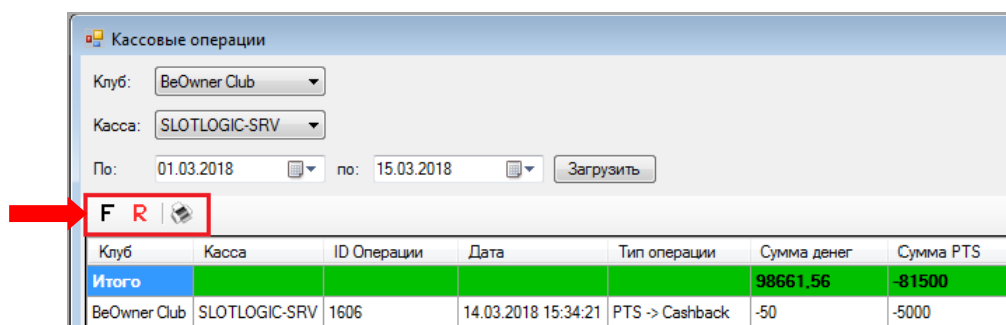 Кассовые операции
Клуб: BeOwner Club
Касса: SLOTLOGIC-SRV
По: 01.03.2018 по: 15.03.2018 Загрузить
F R
Клуб Касса ID Операции Дата Тип операции Сумма денег Сумма PTS
Итого 98661,56 -81500
BeOwner Club SLOTLOGIC-SRV 1606 14.03.2018 15:34:21 PTS -> Cashback -50 -5000